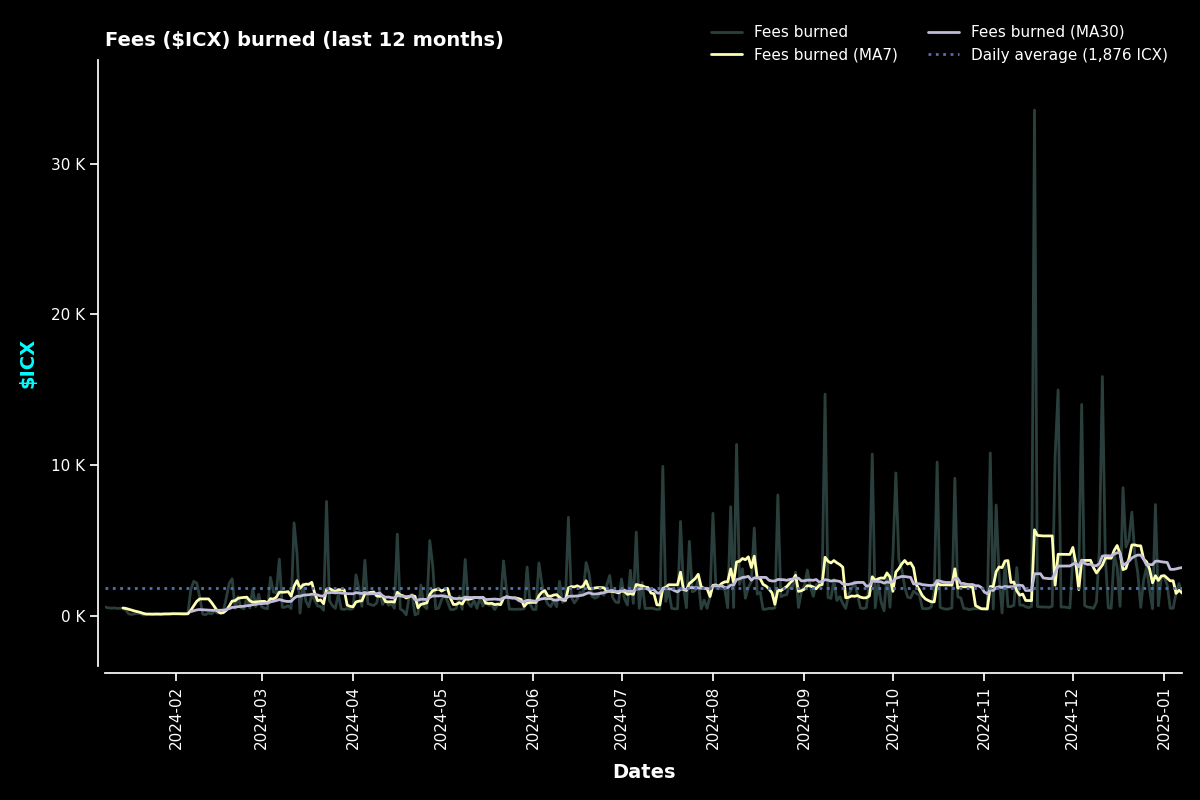 Fees ($ICX) burned (last 12 months)
Fees burned
Fees burned (MA7)
Fees burned (MA30)
Daily average (1,876 ICX)
$ICX
30 K
20 K
10 K
0 K
2024-02
2024-03
2024-04
2024-05
2024-06
2024-07
2024-08
2024-09
2024-10
2024-11
2024-12
2025-01
Dates